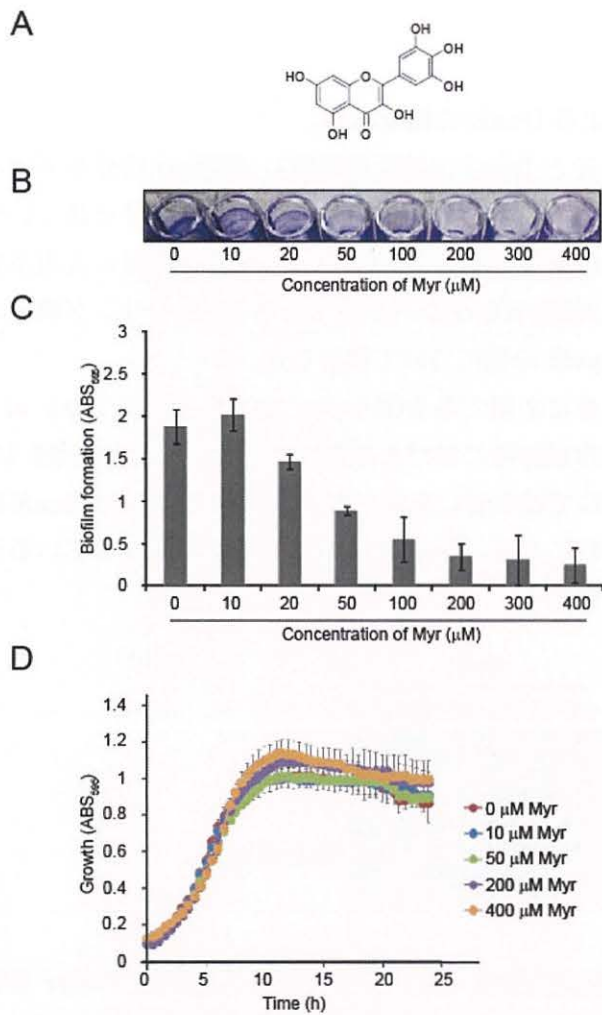 A
OH
OH
HO
O
OH
OH
OH
O
B
0 10 20 50 100 200 300 400
Concentration of Myr (μM)
C
Biofilm formation (ABS595)
3
2.5
2
1.5
1
0.5
0
0 10 20 50 100 200 300 400
Concentration of Myr (μM)
D
Growth (ABS595)
1.4
1.2
1
0.8
0.6
0.4
0.2
0
0 5 10 15 20 25
Time (h)
0 μM Myr
10 μM Myr
50 μM Myr
200 μM Myr
400 μM Myr